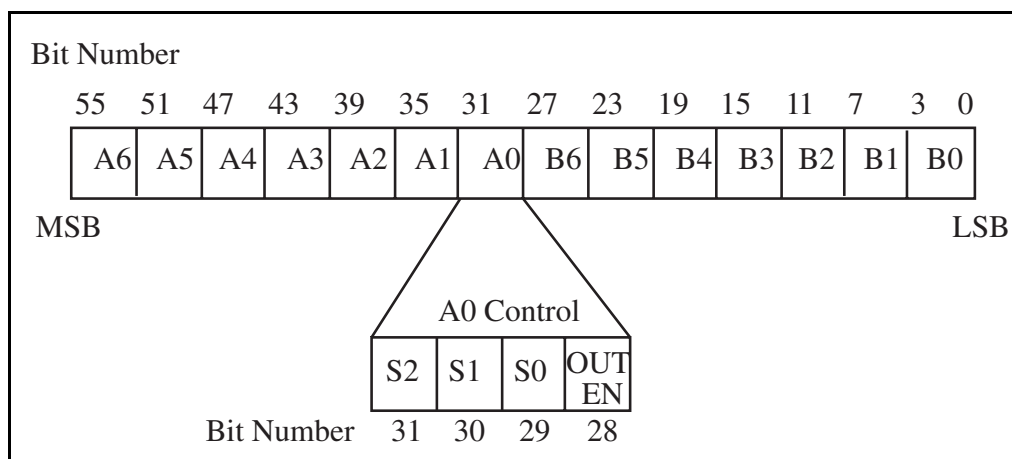 Bit Number
55 51 47 43 39 35 31 27 23 19 15 11 7 3 0
A6 A5 A4 A3 A2 A1 A0 B6 B5 B4 B3 B2 B1 B0
MSB LSB
A0 Control
S2 S1 S0 OUT EN
Bit Number 31 30 29 28